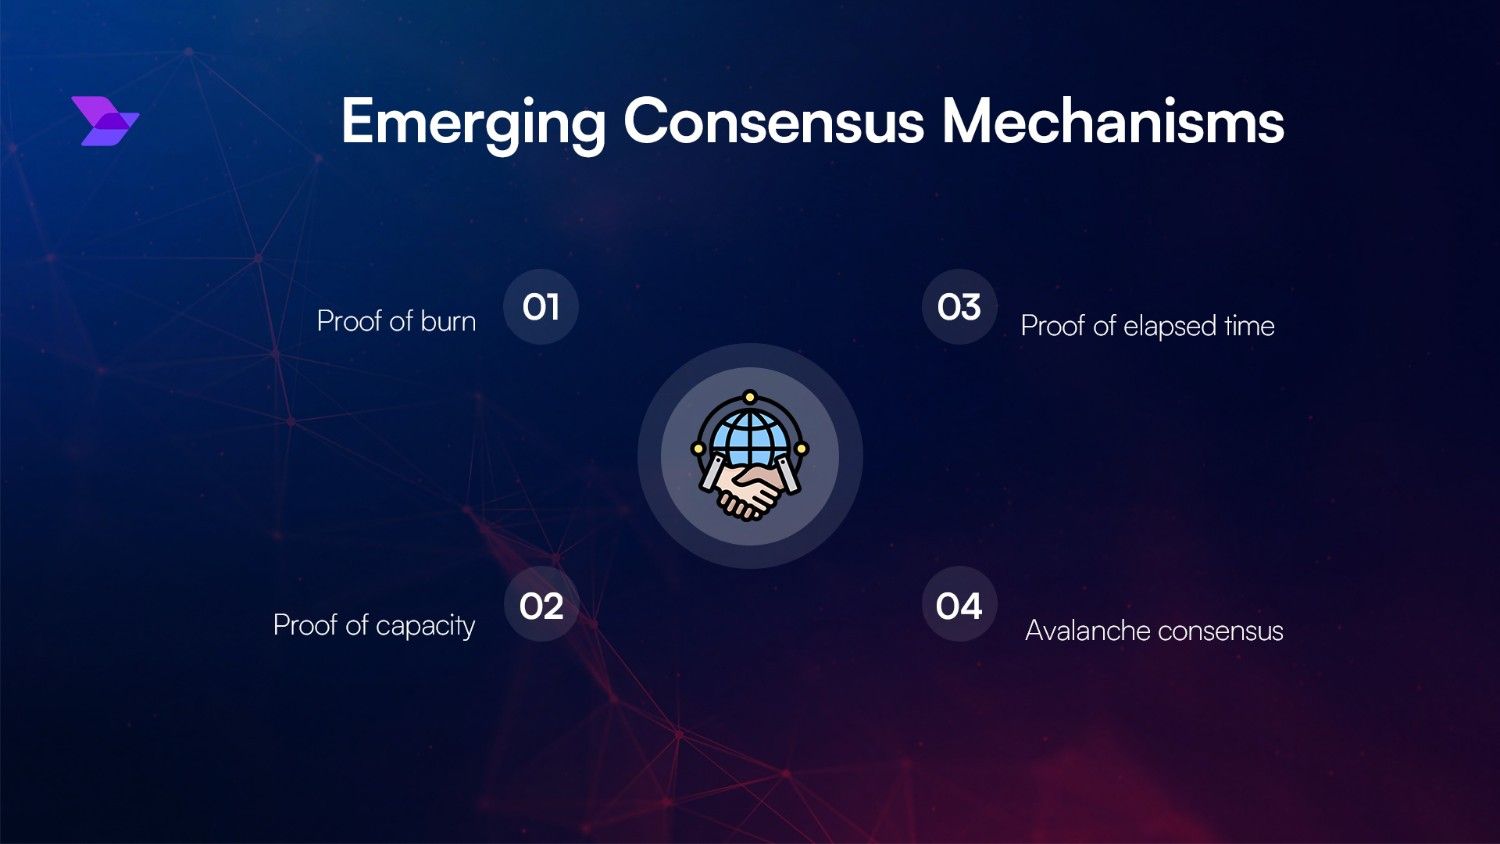 Emerging Consensus Mechanisms
01
Proof of burn
02
Proof of capacity
03
Proof of elapsed time
04
Avalanche consensus